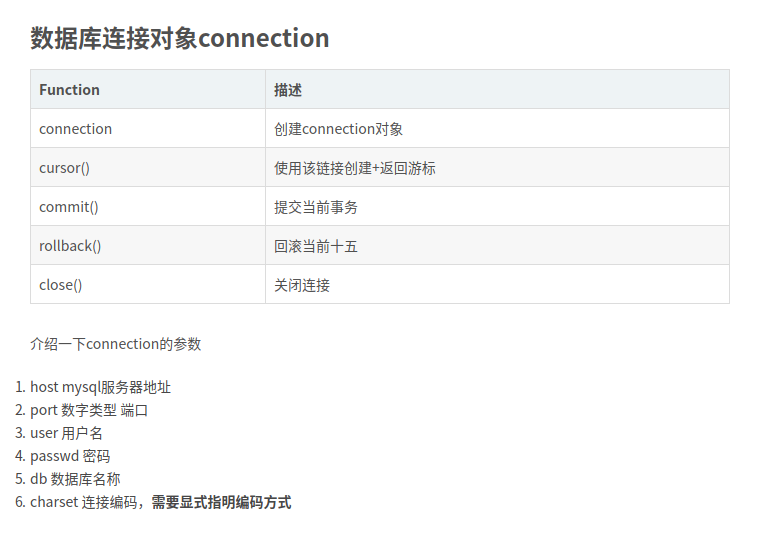 数据库连接对象connection
Function 描述
connection 创建connection对象
cursor() 使用该链接创建+返回游标
commit() 提交当前事务
rollback() 回滚当前十五
close() 关闭连接
介绍一下connection的参数
1. host mysql服务器地址
2. port 数字类型 端口
3. user 用户名
4. passwd 密码
5. db 数据库名称
6. charset 连接编码，需要显式指明编码方式